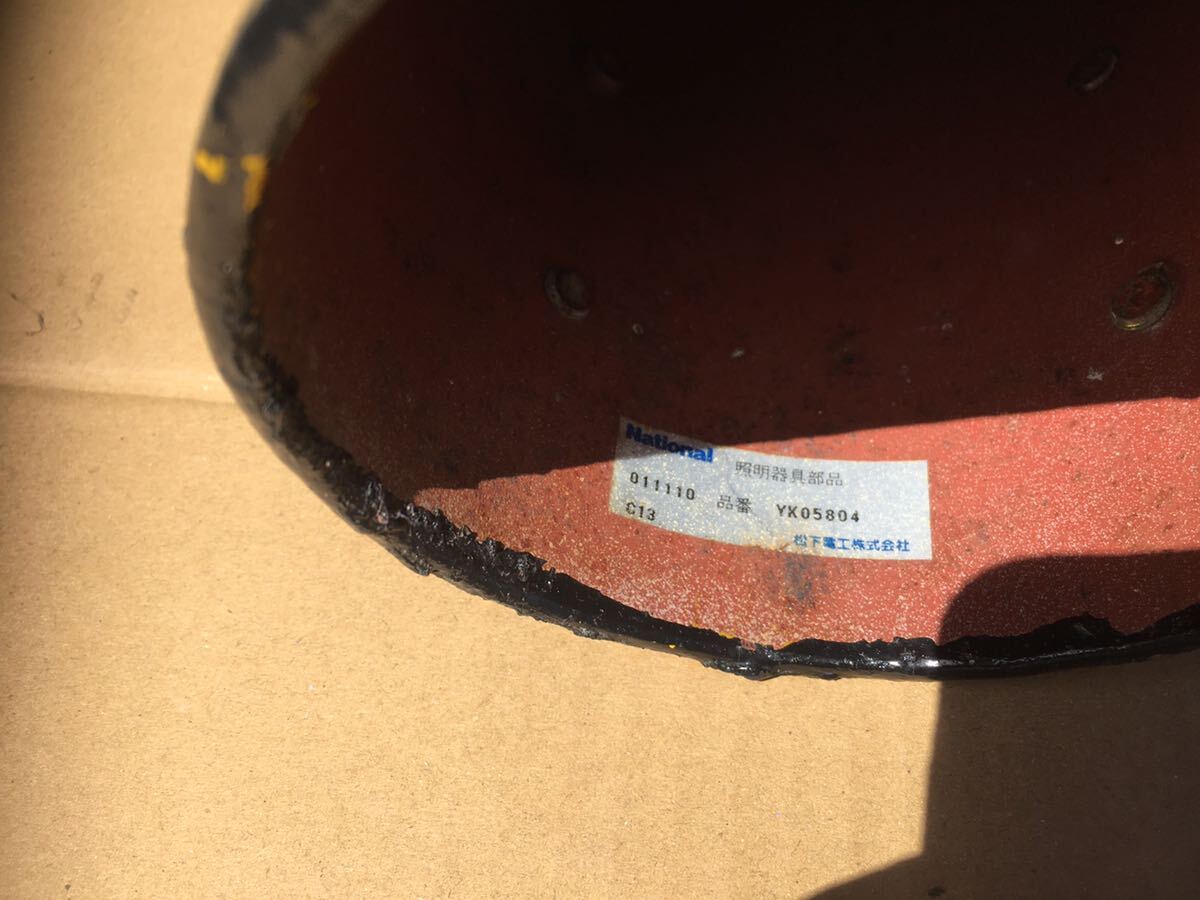 National 照明器具部品
011110 品番 YK05804
C13
松下電工株式会社